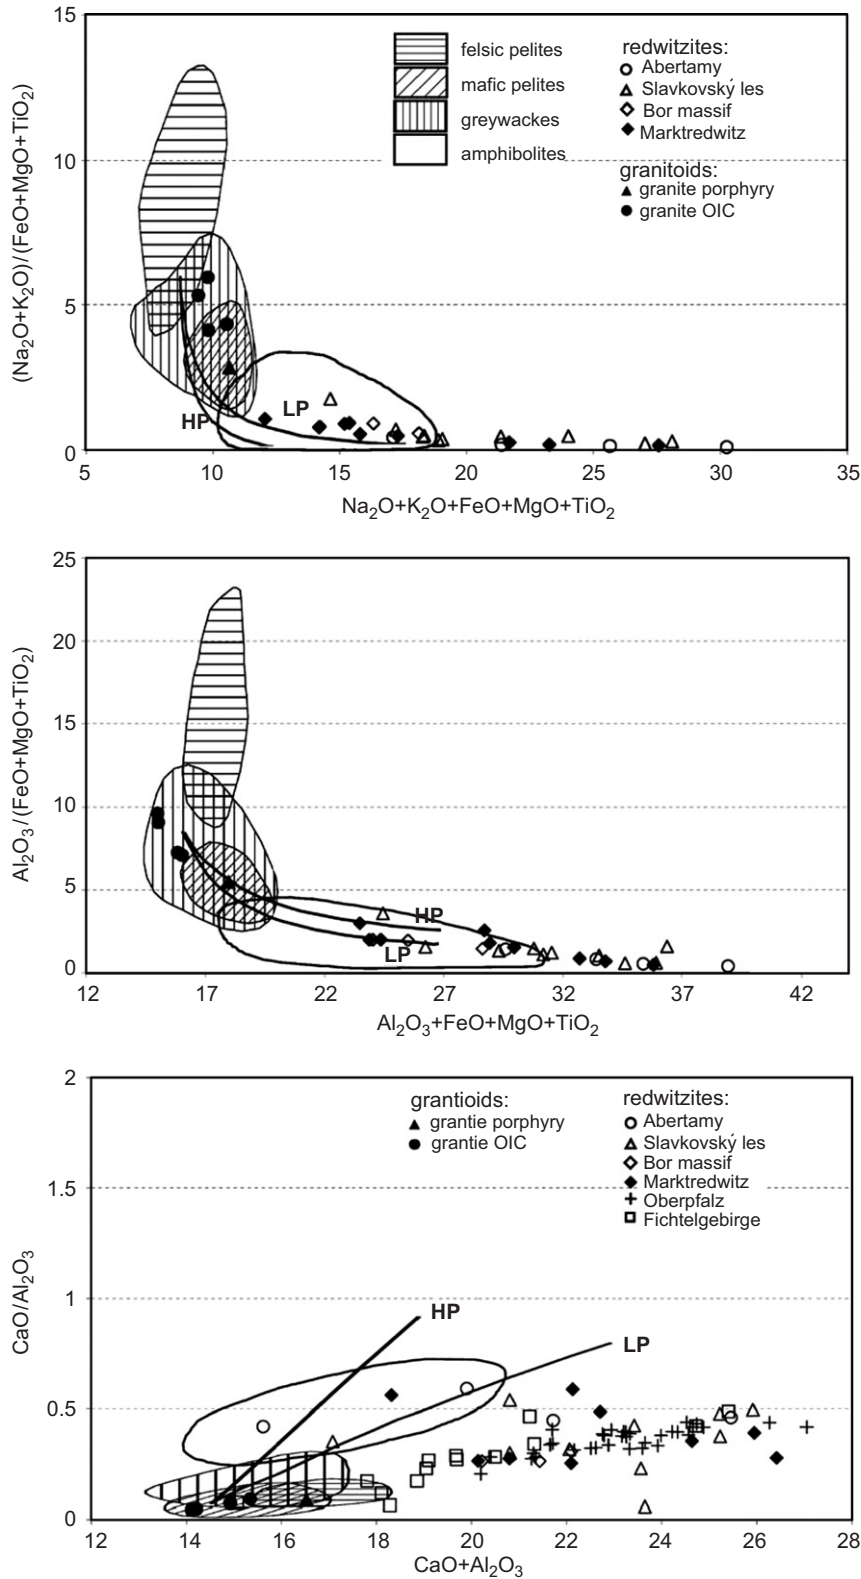 15
10
5
0
(Na2O+K2O)/(FeO+MgO+TiO2)
felsic pelites
mafic pelites
greywackes
amphibolites
redwitzites:
Abertamy
Slavkovský les
Bor massif
Marktredwitz
granitoids:
granite porphyry
granite OIC
HP
LP
5 10 15 20 25 30 35
Na2O+K2O+FeO+MgO+TiO2
25
20
15
10
5
0
Al2O3/(FeO+MgO+TiO2)
HP
LP
12 17 22 27 32 37 42
Al2O3+FeO+MgO+TiO2
2
1.5
1
0.5
0
CaO/Al2O3
grantioids:
grantie porphyry
grantie OIC
redwitzites:
Abertamy
Slavkovský les
Bor massif
Marktredwitz
Oberpfalz
Fichtelgebirge
HP
LP
12 14 16 18 20 22 24 26 28
CaO+Al2O3